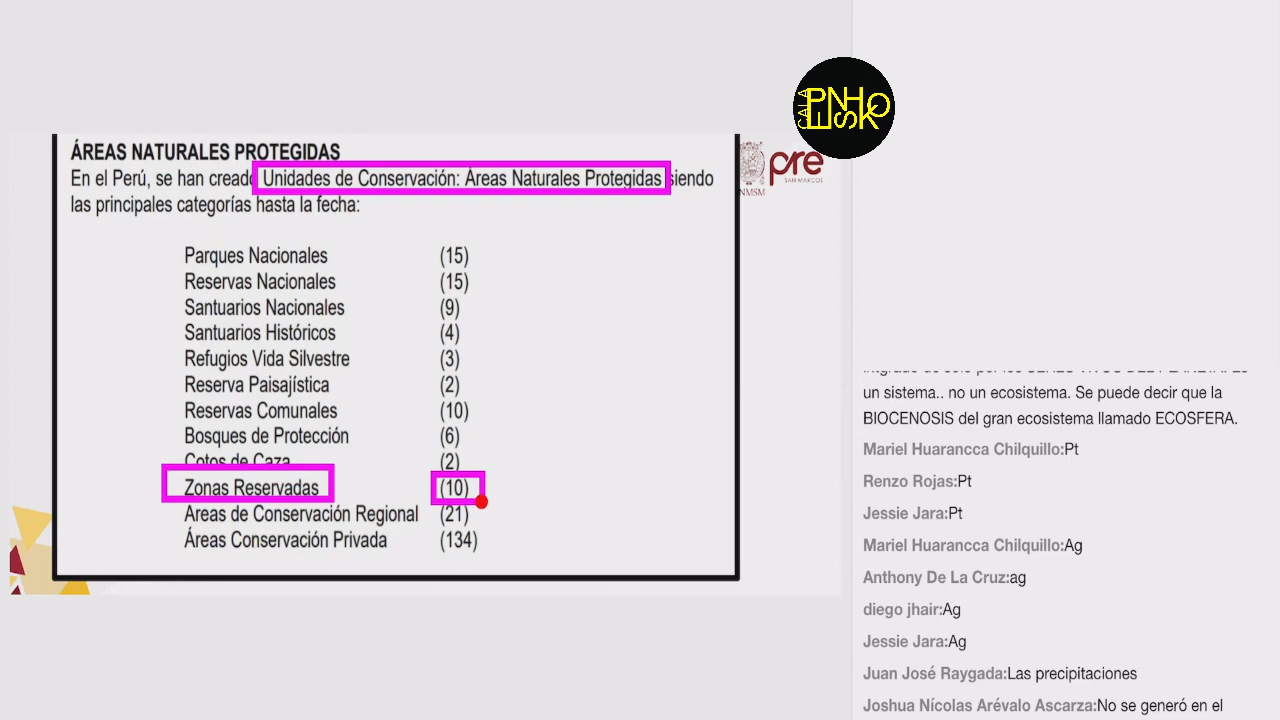 ÁREAS NATURALES PROTEGIDAS
En el Perú, se han creado Unidades de Conservación: Áreas Naturales Protegidas siendo
las principales categorías hasta la fecha:
Parques Nacionales (15)
Reservas Nacionales (15)
Santuarios Nacionales (9)
Santuarios Históricos (4)
Refugios Vida Silvestre (3)
Reserva Paisajística (2)
Reservas Comunales (10)
Bosques de Protección (6)
Cotos de Caza (2)
Zonas Reservadas (10)
Areas de Conservación Regional (21)
Áreas Conservación Privada (134)
pre
SAN MARCOS
NMSM
un sistema.. no un ecosistema. Se puede decir que la
BIOCENOSIS del gran ecosistema llamado ECOSFERA.
Mariel Huarancca Chilquillo:Pt
Renzo Rojas:Pt
Jessie Jara:Pt
Mariel Huarancca Chilquillo:Ag
Anthony De La Cruz:ag
diego jhair:Ag
Jessie Jara:Ag
Juan José Raygada:Las precipitaciones
Joshua Nícolas Arévalo Ascarza:No se generó en el